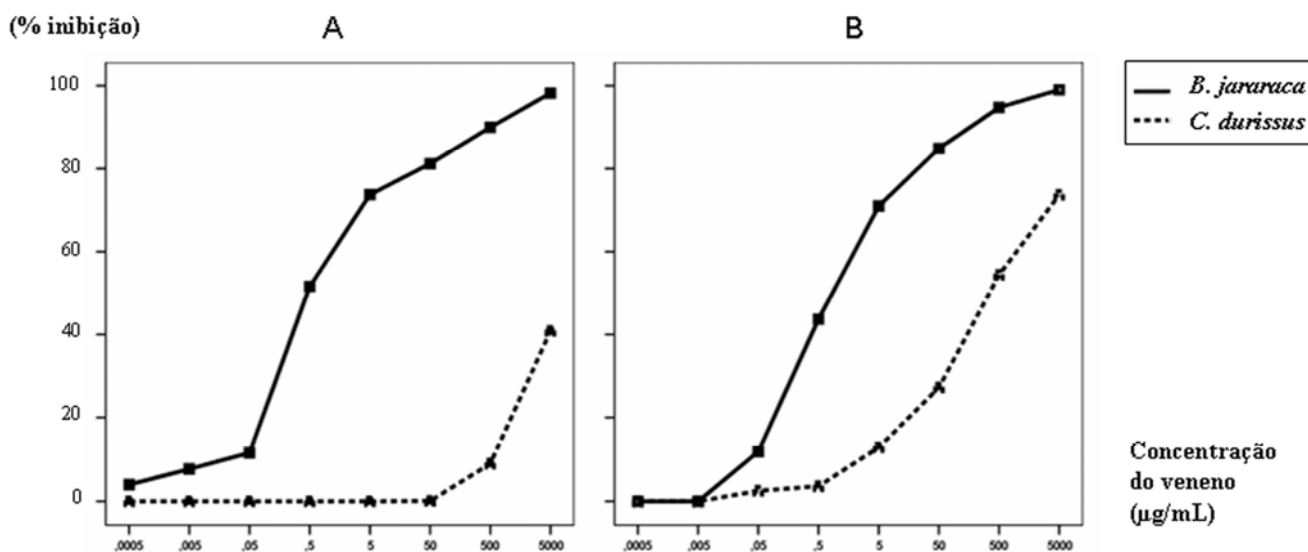 (% inibição)
A
B
100
80
60
40
20
0
,0005 ,005 ,05 ,5 5 50 500 5000
,0005 ,005 ,05 ,5 5 50 500 5000
B. jararaca
C. durissus
Concentração
do veneno
(µg/mL)